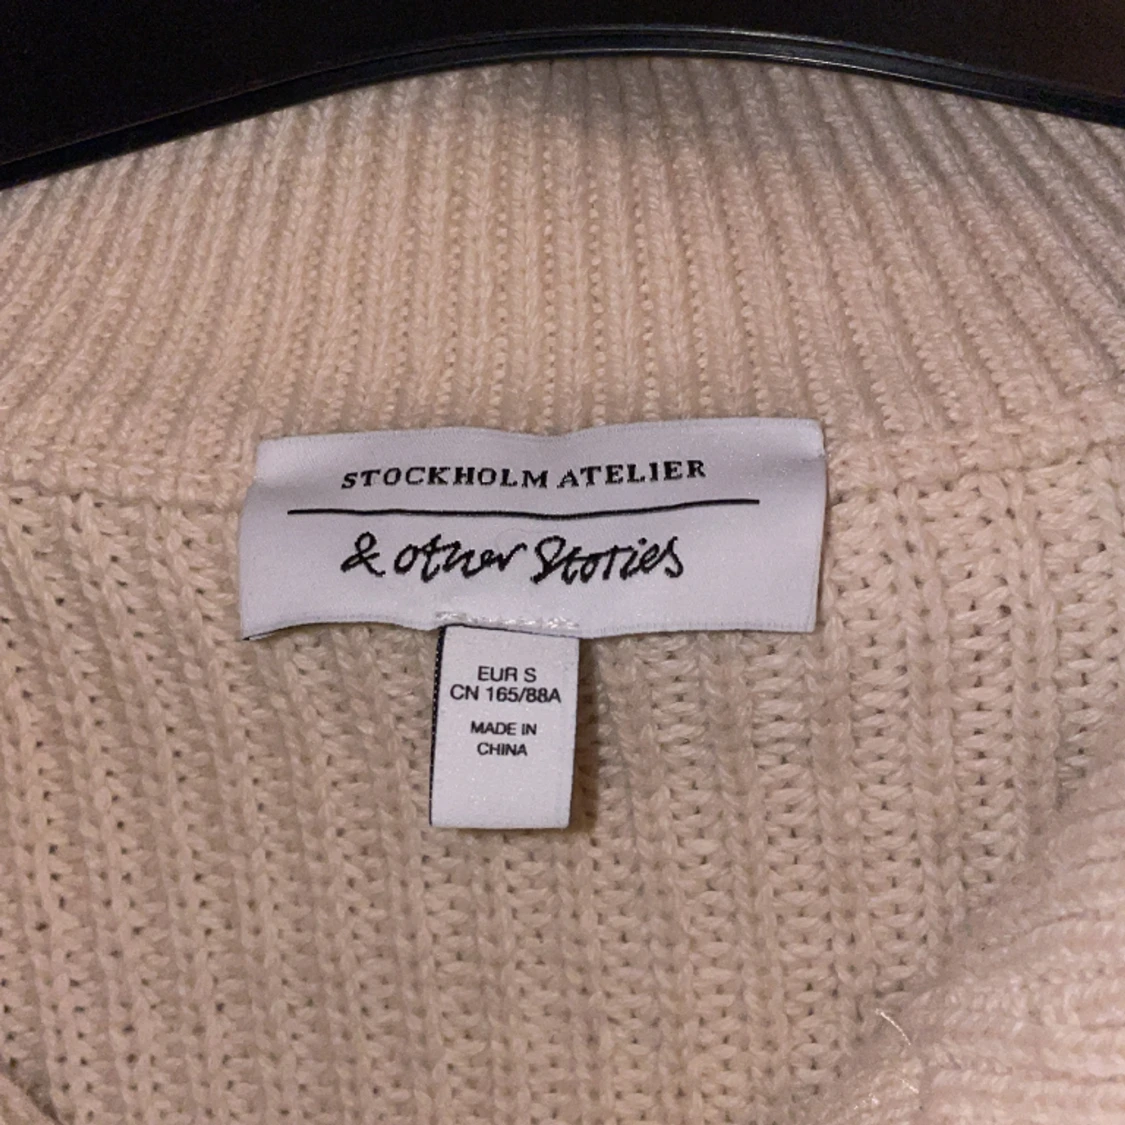 STOCKHOLM ATELIER
& other Stories
EUR S
CN 165/88A
MADE IN
CHINA